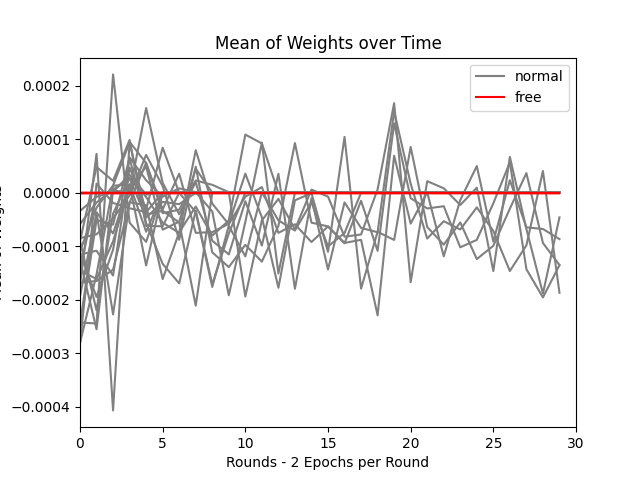 Mean of Weights over Time
normal
free
0.0002
0.0001
0.0000
−0.0001
−0.0002
−0.0003
−0.0004
0 5 10 15 20 25 30
Rounds - 2 Epochs per Round